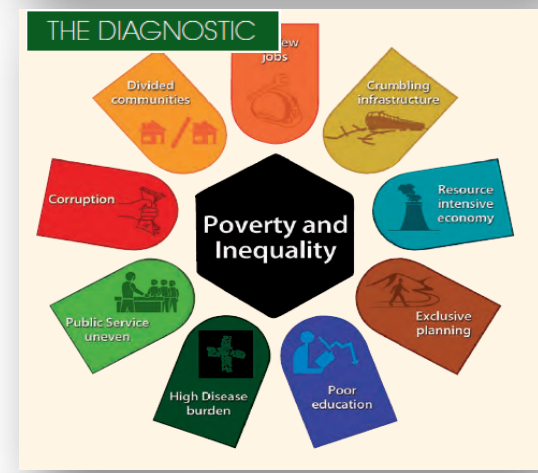 THE DIAGNOSTIC
jobs
Crumbling
infrastructure
Resource
intensive
economy
Exclusive
planning
Poor
education
High Disease
burden
Public Service
uneven
Corruption
Divided
communities
Poverty and
Inequality